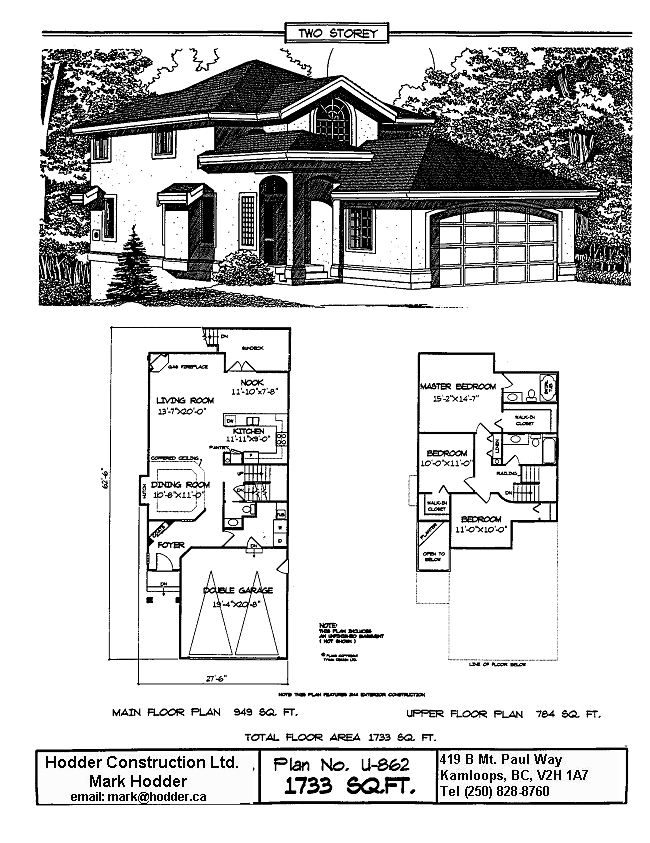 TWO STOREY
DN
SUNDECK
GAS FIREPLACE
NOOK
11'-10"X7'-8"
LIVING ROOM
13'-7"X20'-0"
DW
KITCHEN
11'-11"X9'-0"
PANTRY
COFFERED CEILING
UP
DINING ROOM
10'-8"X11'-0"
HUTCH
DN
FOYER
W
D
DN
DN
DOUBLE GARAGE
19'-4"X20'-8"
62'-6"
27'-6"
MASTER BEDROOM
15'-2"X14'-7"
WALK-IN
CLOSET
BEDROOM
10'-0"X11'-0"
LINEN
RAILING
DN
WALK-IN
CLOSET
BEDROOM
11'-0"X10'-0"
PLANTER
OPEN TO
BELOW
LINE OF FLOOR BELOW
NOTE:
THIS PLAN INCLUDES
AN UNFINISHED BASEMENT
( NOT SHOWN )
© PLANS COPYRIGHT
NOTE THIS PLAN FEATURES 2X4 EXTERIOR CONSTRUCTION
MAIN FLOOR PLAN 949 SQ. FT.
UPPER FLOOR PLAN 784 SQ. FT.
TOTAL FLOOR AREA 1733 SQ. FT.
Hodder Construction Ltd.
Mark Hodder
email: mark@hodder.ca
Plan No. U-862
1733 SQ.FT.
419 B Mt. Paul Way
Kamloops, BC, V2H 1A7
Tel (250) 828-8760